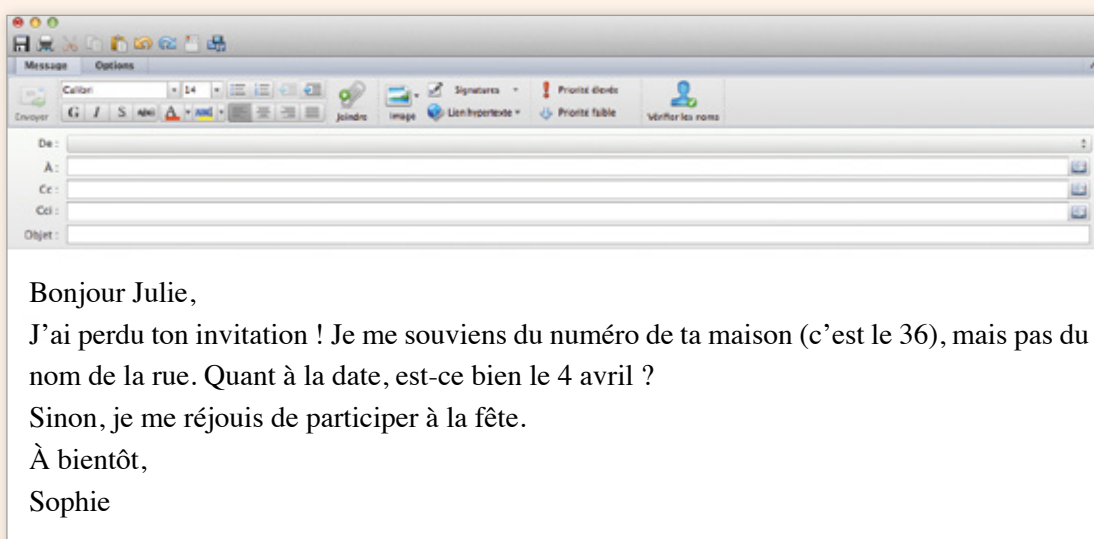 Message Options
Calibri 14 Signatures Priorité élevée
G I S ABC A ABC Lien hypertexte Priorité faible
Envoyer Joindre Image Vérifier les noms
De :
À :
Cc :
Cci :
Objet :
Bonjour Julie,
J’ai perdu ton invitation ! Je me souviens du numéro de ta maison (c’est le 36), mais pas du
nom de la rue. Quant à la date, est-ce bien le 4 avril ?
Sinon, je me réjouis de participer à la fête.
À bientôt,
Sophie